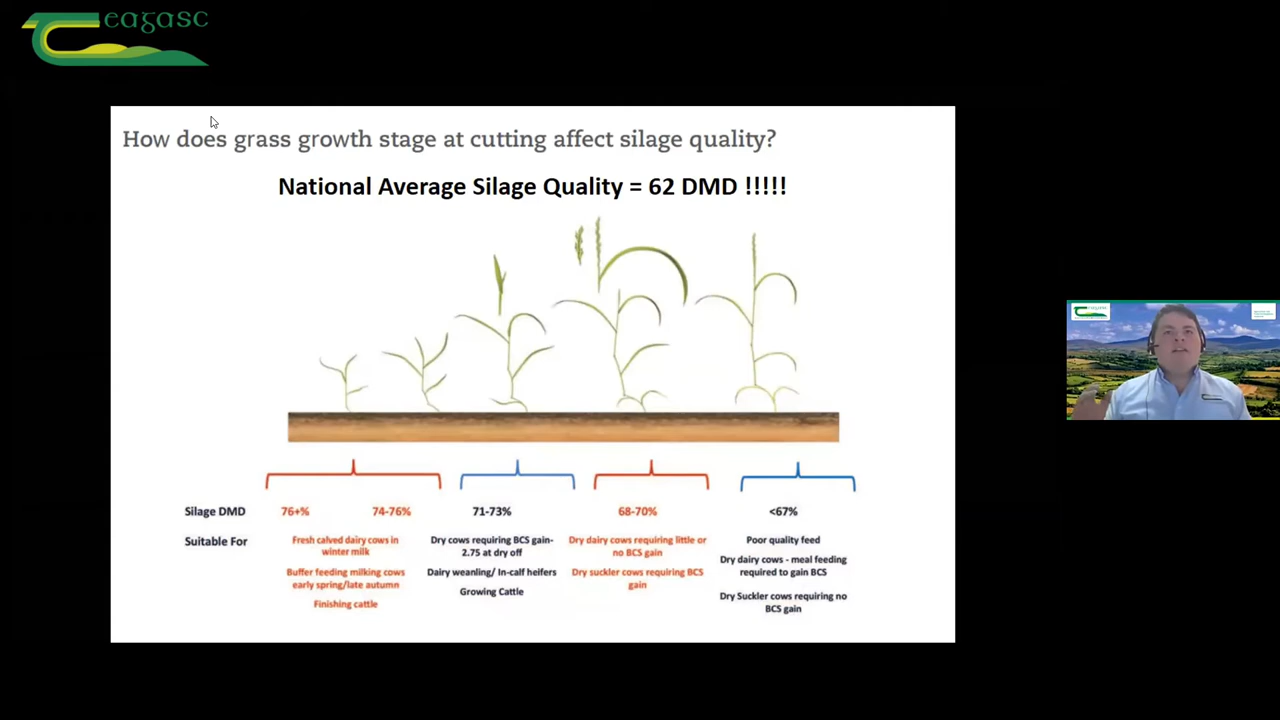 eagasc
How does grass growth stage at cutting affect silage quality?
National Average Silage Quality = 62 DMD !!!!!
Silage DMD 76+% 74-76% 71-73% 68-70% <67%
Suitable For
Fresh calved dairy cows in
winter milk
Buffer feeding milking cows
early spring/late autumn
Finishing cattle
Dry cows requiring BCS gain-
2.75 at dry off
Dairy weanling/ In-calf heifers
Growing Cattle
Dry dairy cows requiring little or
no BCS gain
Dry suckler cows requiring BCS
gain
Poor quality feed
Dry dairy cows - meal feeding
required to gain BCS
Dry Suckler cows requiring no
BCS gain